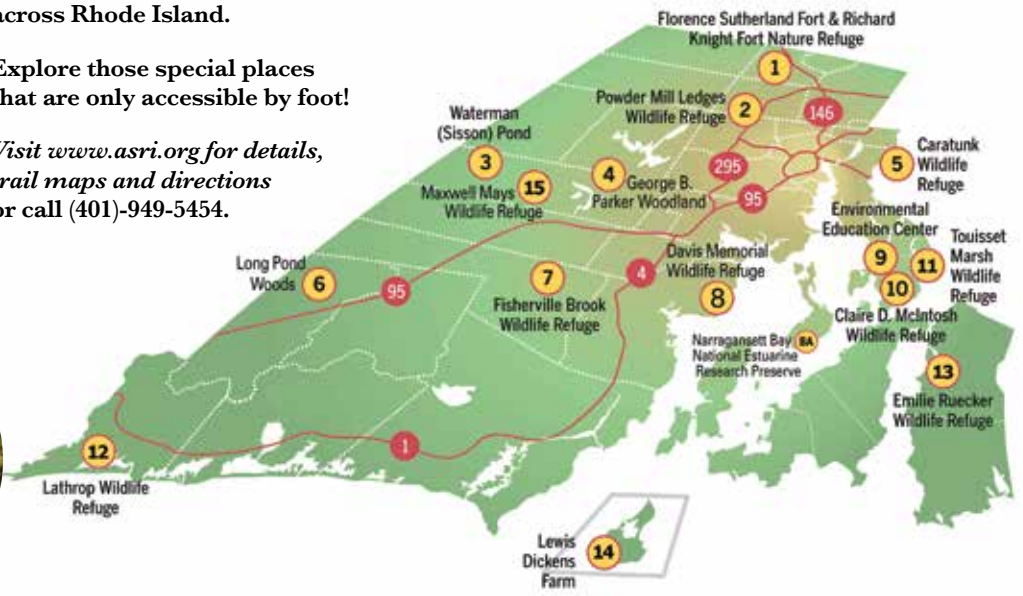 across Rhode Island.
Explore those special places
that are only accessible by foot!
Visit www.asri.org for details,
trail maps and directions
or call (401)-949-5454.
Florence Sutherland Fort & Richard
Knight Fort Nature Refuge
1
Powder Mill Ledges
Wildlife Refuge
2
146
Waterman
(Sisson) Pond
3
Maxwell Mays
Wildlife Refuge
15
4
George B.
Parker Woodland
295
95
5
Caratunk
Wildlife
Refuge
Environmental
Education Center
9
10
11
Touisset
Marsh
Wildlife
Refuge
Claire D. McIntosh
Wildlife Refuge
Long Pond
Woods
6
95
7
Fisherville Brook
Wildlife Refuge
4
Davis Memorial
Wildlife Refuge
8
Narragansett Bay
National Estuarine
Research Preserve
8A
13
Emilie Ruecker
Wildlife Refuge
12
Lathrop Wildlife
Refuge
1
Lewis
Dickens
Farm
14